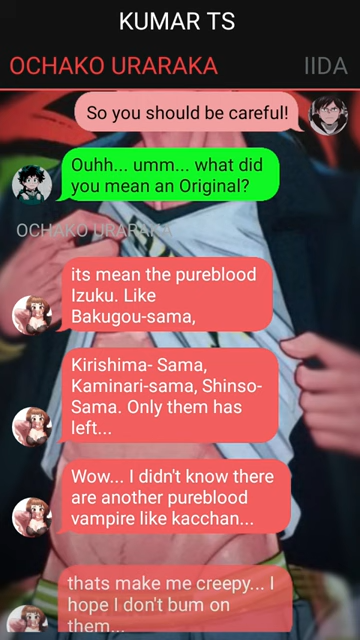 KUMAR TS
OCHAKO URARAKA IIDA
So you should be careful!
Ouhh... umm... what did
you mean an Original?
OCHAKO URARAKA
its mean the pureblood
Izuku. Like
Bakugou-sama,
Kirishima- Sama,
Kaminari-sama, Shinso-
Sama. Only them has
left...
Wow... I didn't know there
are another pureblood
vampire like kacchan...
thats make me creepy... I
hope I don't bum on
them...